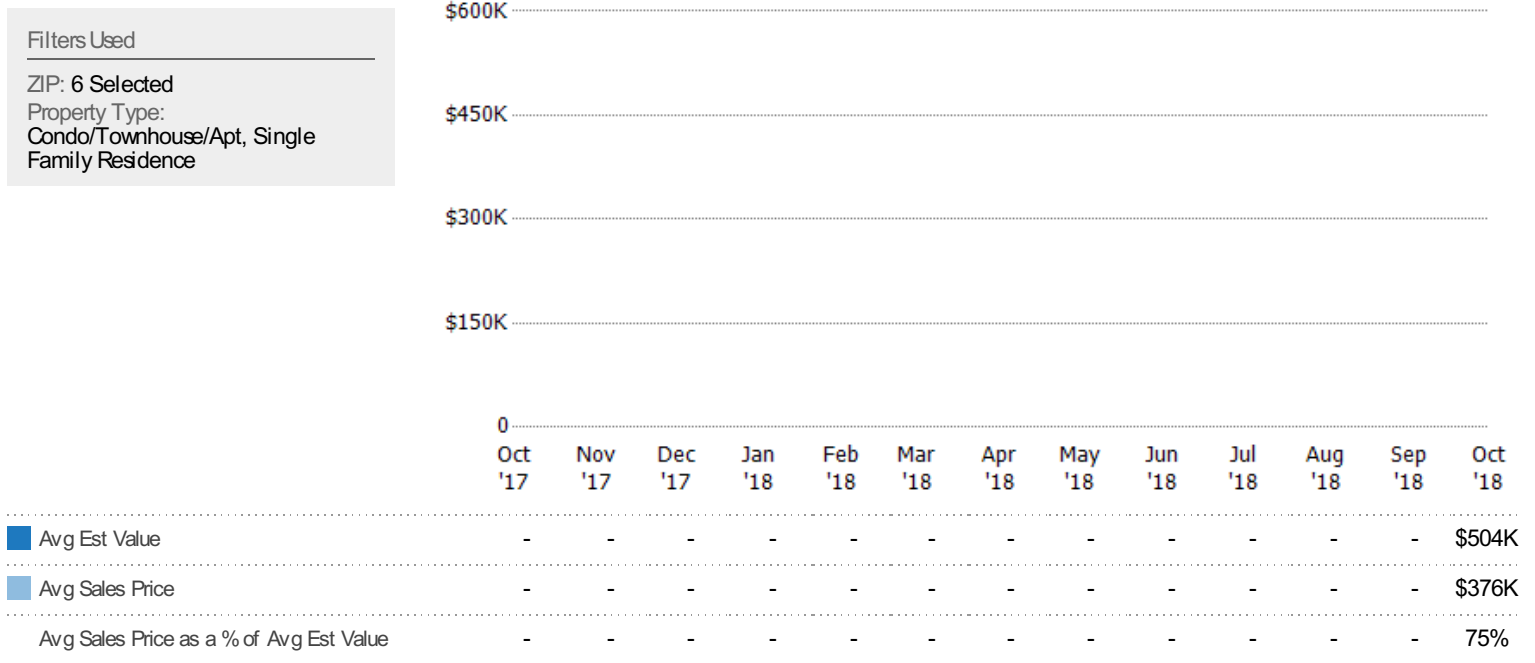 Filters Used
ZIP: 6 Selected
Property Type:
Condo/Townhouse/Apt, Single
Family Residence
$600K
$450K
$300K
$150K
0
Oct Nov Dec Jan Feb Mar Apr May Jun Jul Aug Sep Oct
'17 '17 '17 '18 '18 '18 '18 '18 '18 '18 '18 '18 '18
Avg Est Value - - - - - - - - - - - - $504K
Avg Sales Price - - - - - - - - - - - - $376K
Avg Sales Price as a % of Avg Est Value - - - - - - - - - - - - 75%